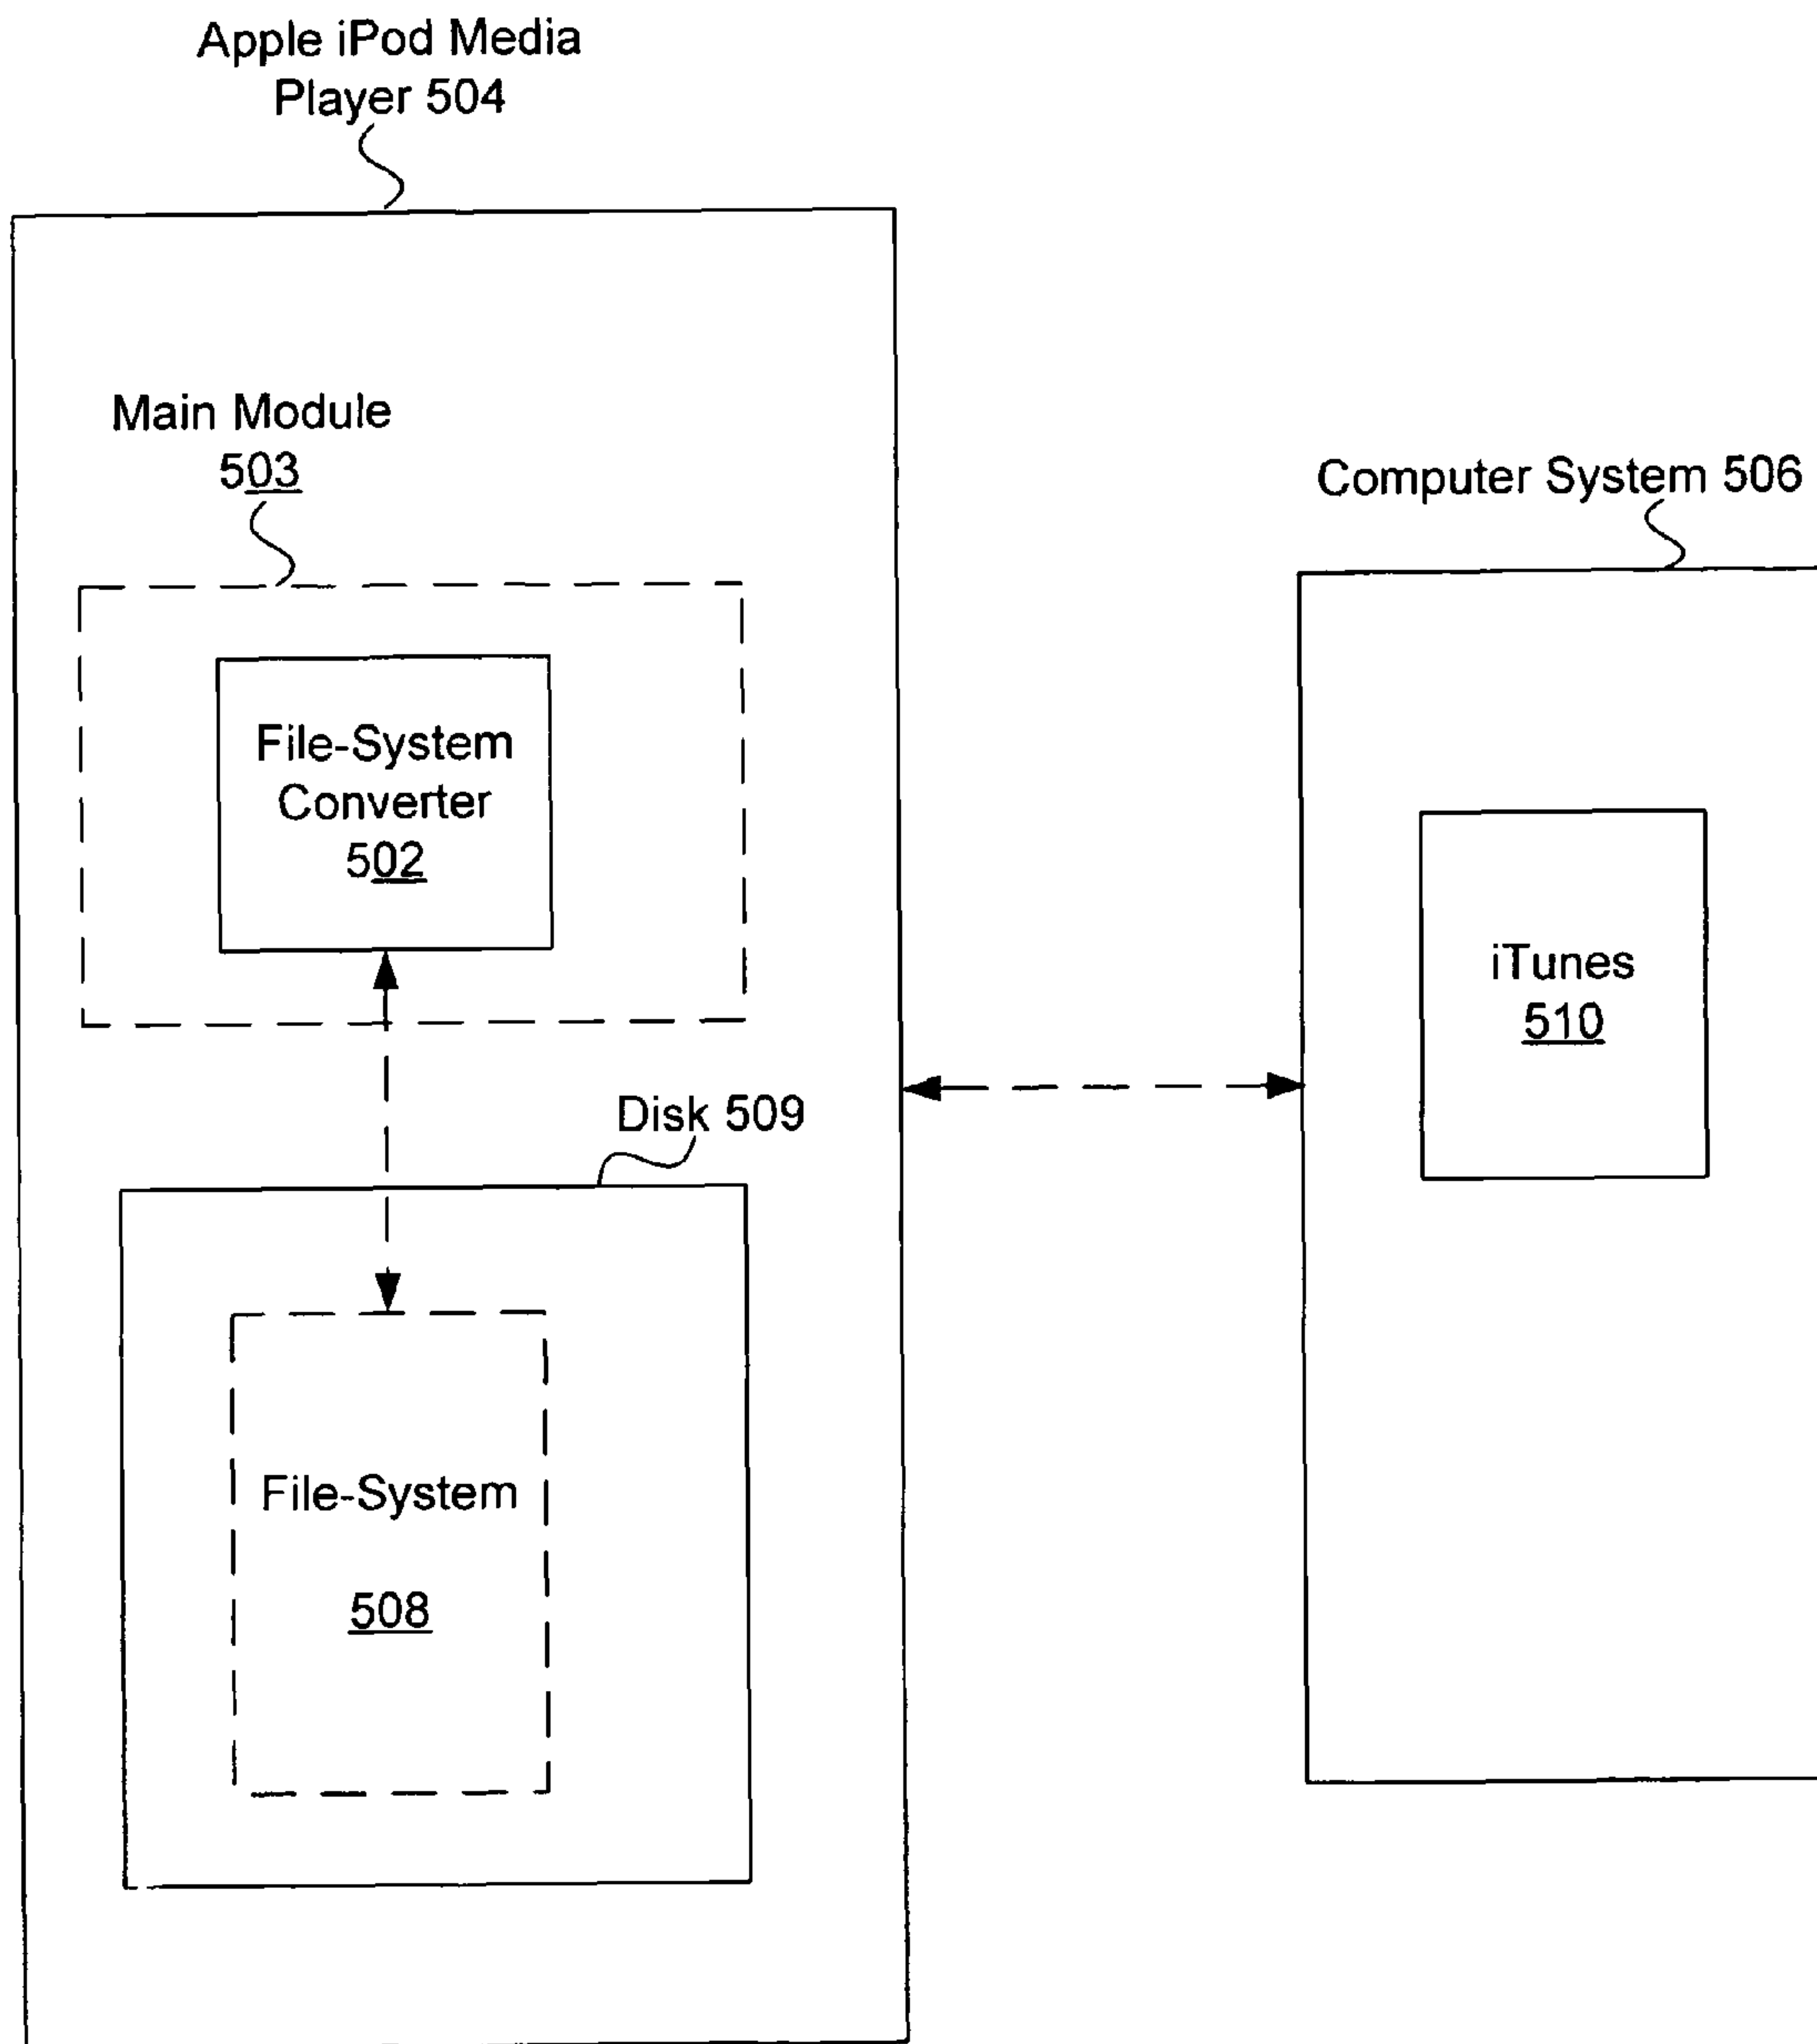 Apple iPod Media
Player 504
Main Module
503
Computer System 506
File-System
Converter
502
iTunes
510
Disk 509
File-System
508